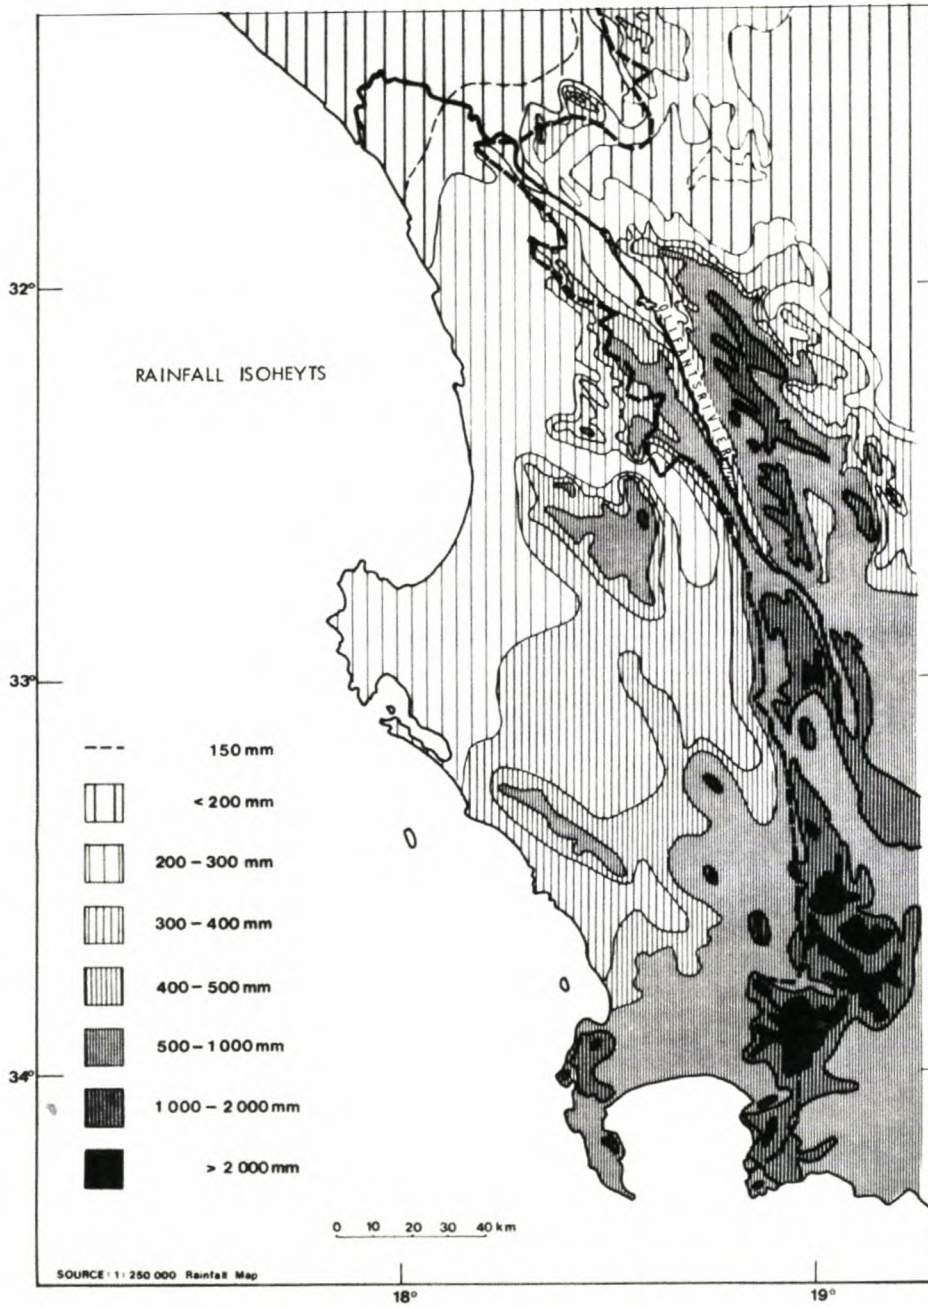 32°
RAINFALL ISOHEYTS
OLIFANTSRIVIER
33°
150 mm
< 200 mm
200 – 300 mm
300 – 400 mm
400 – 500 mm
500 – 1 000 mm
1 000 – 2 000 mm
> 2 000 mm
34°
0 10 20 30 40 km
SOURCE : 1 : 250 000 Rainfall Map
18°
19°